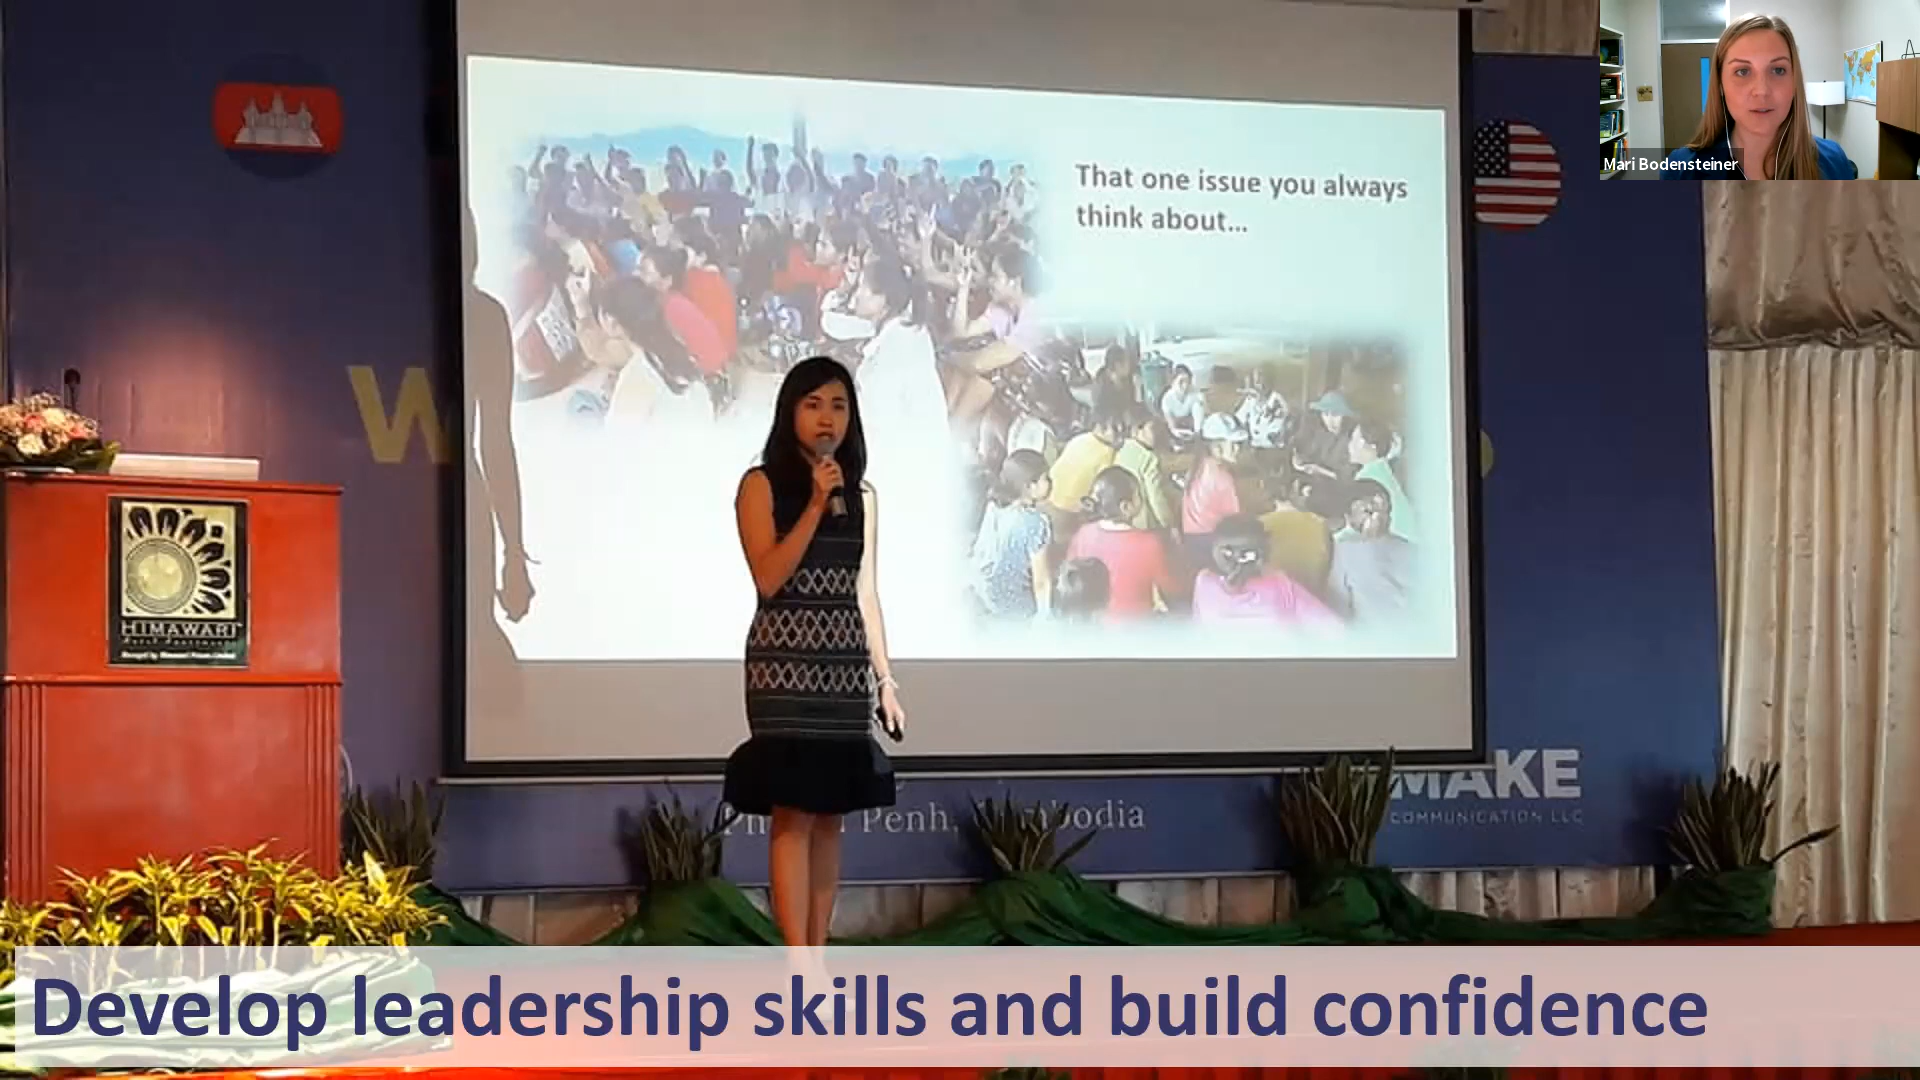 That one issue you always
think about...
Mari Bodensteiner
W
HIMAWARI
MAKE
Penh,
COMMUNICATION LLC
Develop leadership skills and build confidence